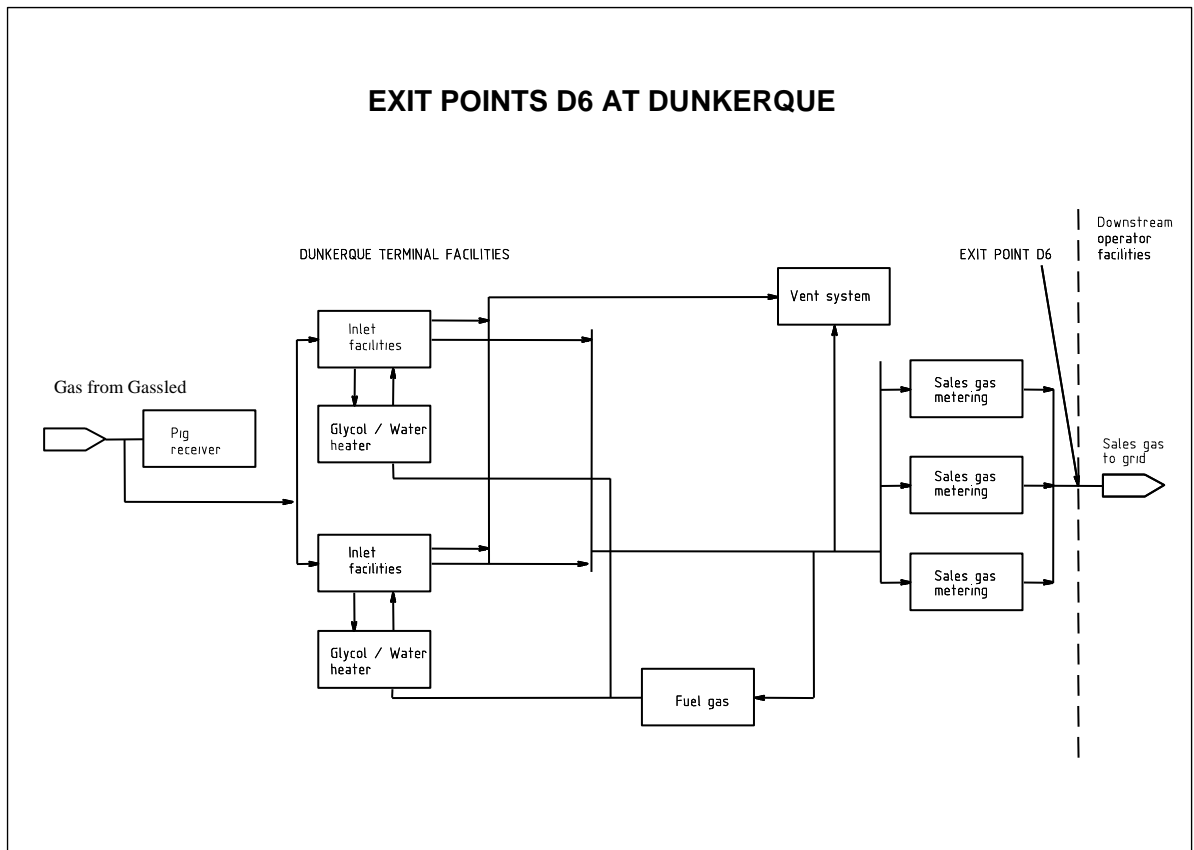 EXIT POINTS D6 AT DUNKERQUE
Downstream
operator
facilities
DUNKERQUE TERMINAL FACILITIES
EXIT POINT D6
Vent system
Inlet
facilities
Gas from Gassled
Sales gas
metering
Glycol / Water
heater
Pig
receiver
Sales gas
to grid
Sales gas
metering
Inlet
facilities
Sales gas
metering
Glycol / Water
heater
Fuel gas